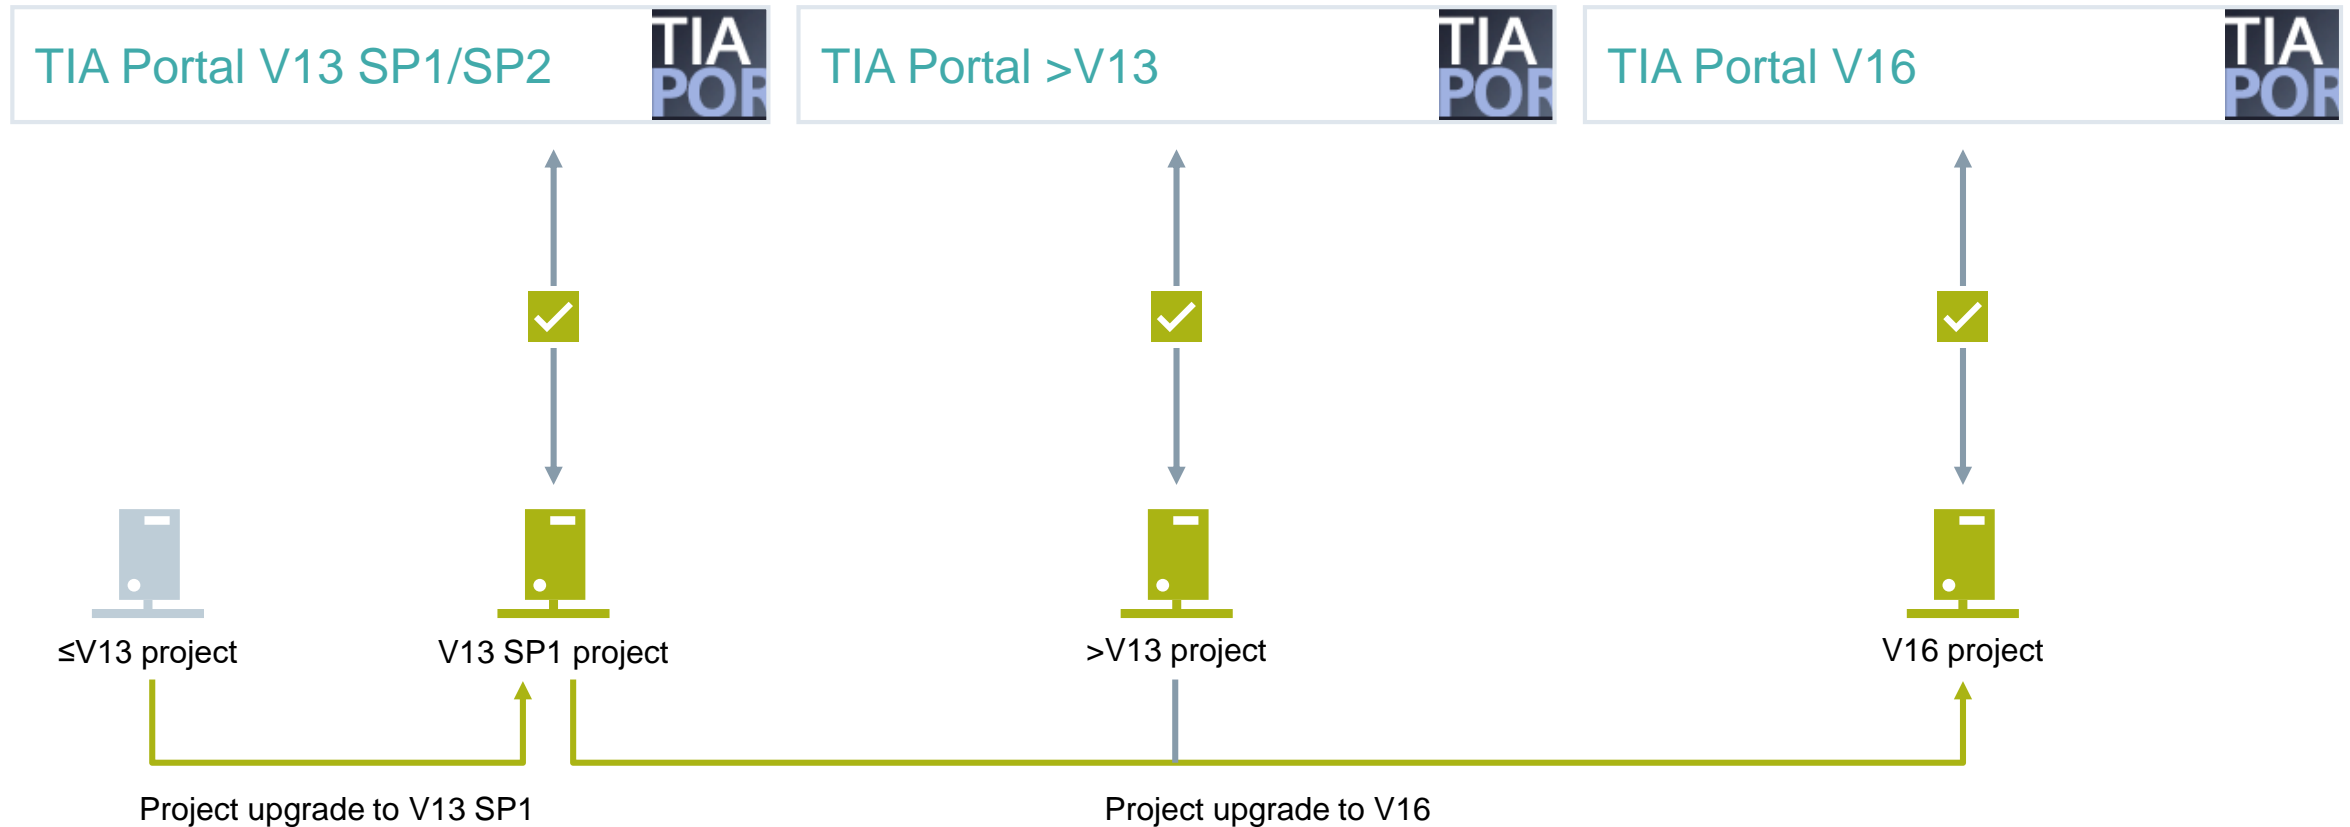 TIA Portal V13 SP1/SP2
TIA
POR
TIA Portal >V13
TIA
POR
TIA Portal V16
TIA
POR
≤V13 project
V13 SP1 project
>V13 project
V16 project
Project upgrade to V13 SP1
Project upgrade to V16